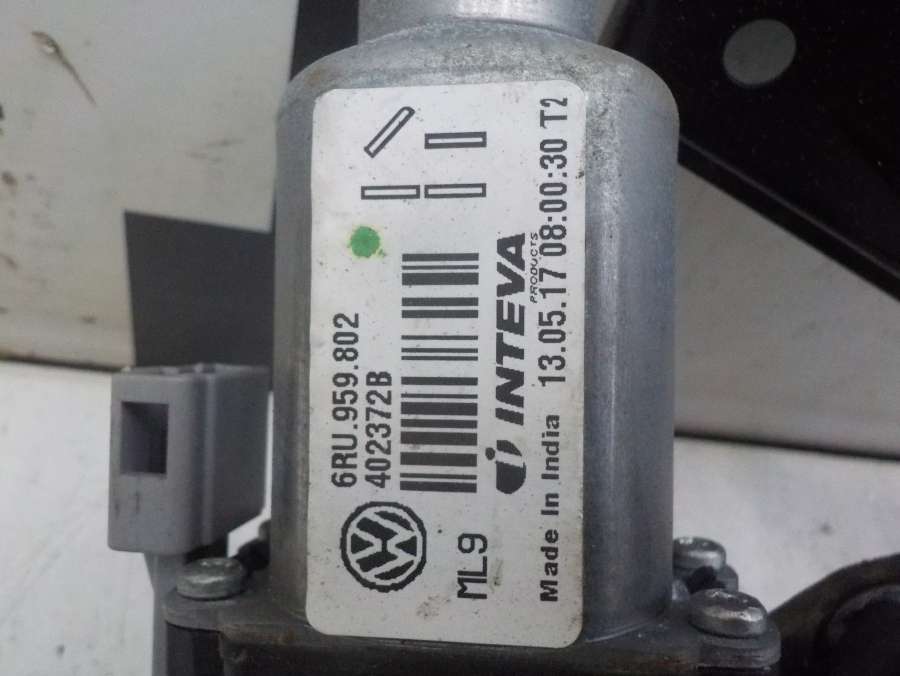 6RU.959.802
402372B
INTEVA
PRODUCTS
ML9
Made In India 13.05.17 08:00:30 T2